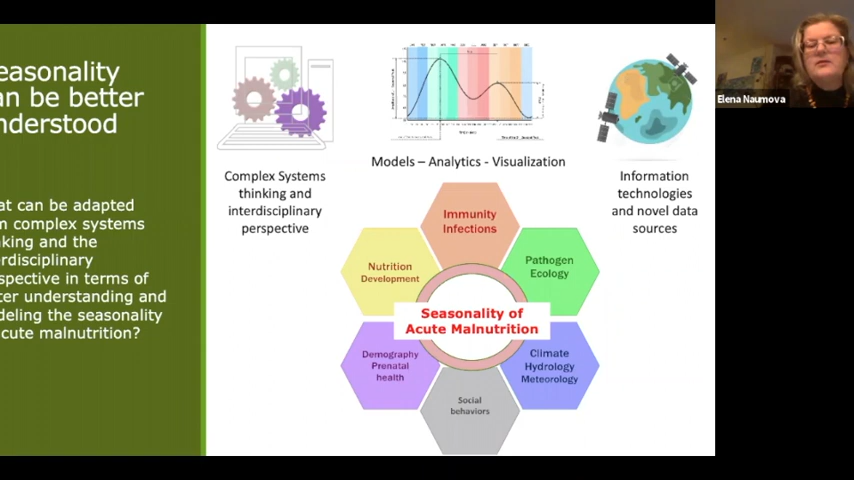 easonality
an be better
nderstood
at can be adapted
m complex systems
king and the
erdisciplinary
spective in terms of
ter understanding and
deling the seasonality
cute malnutrition?
Complex Systems
thinking and
interdisciplinary
perspective
Models – Analytics - Visualization
Information
technologies
and novel data
sources
Immunity
Infections
Nutrition
Development
Pathogen
Ecology
Seasonality of
Acute Malnutrition
Demography
Prenatal
health
Climate
Hydrology
Meteorology
Social
behaviors
Elena Naumova